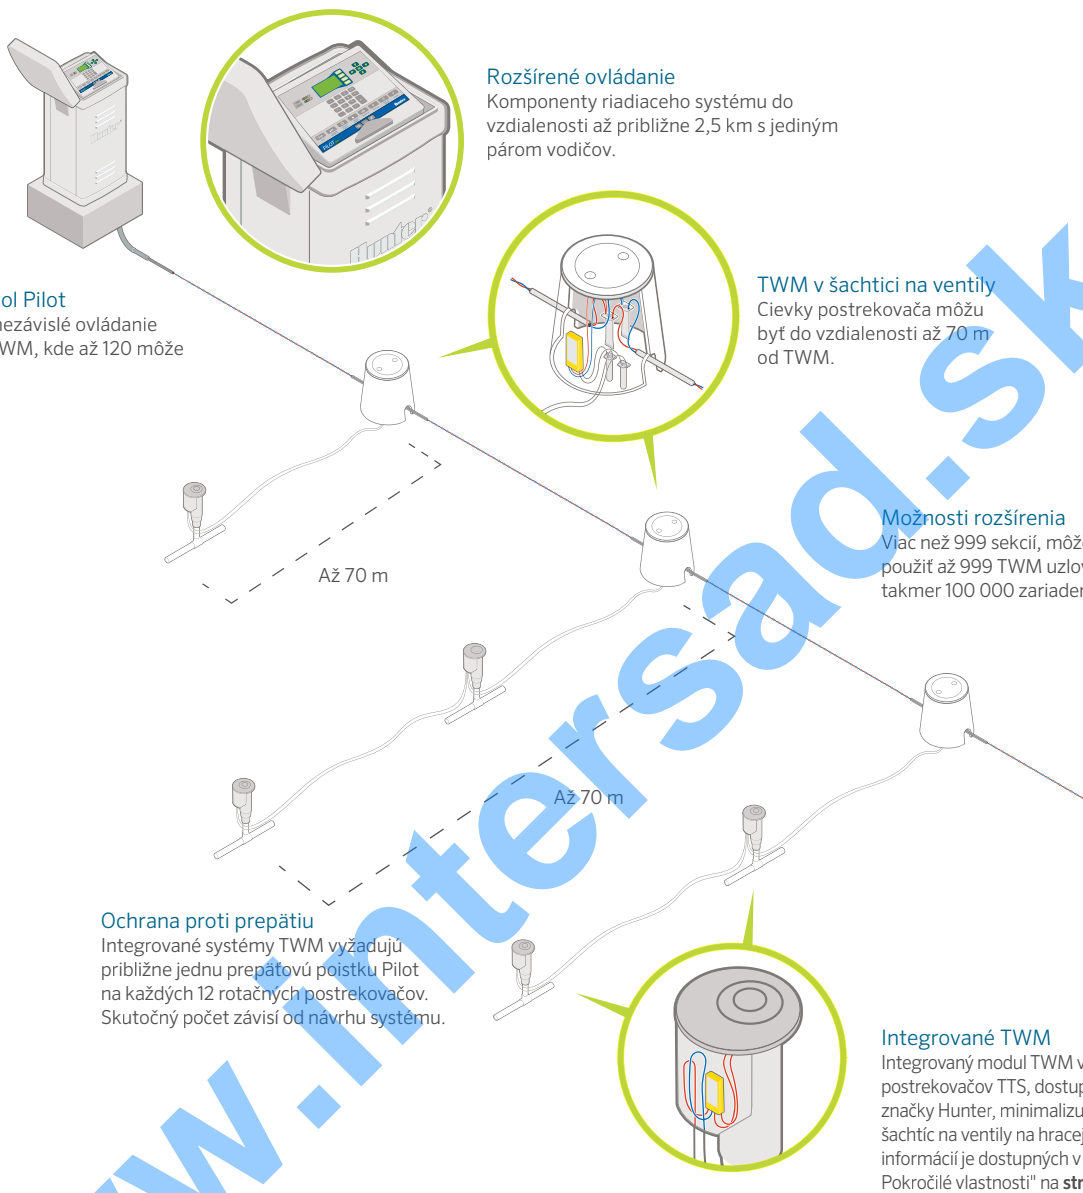 Rozšírené ovládanie
Komponenty riadiaceho systému do
vzdialenosti až približne 2,5 km s jediným
párom vodičov.
PILOT
Hunter®
TWM v šachtici na ventily
Cievky postrekovača môžu
byť do vzdialenosti až 70 m
od TWM.
ol Pilot
nezávislé ovládanie
WM, kde až 120 môže
Možnosti rozšírenia
Viac než 999 sekcií, môže
použiť až 999 TWM uzlov
takmer 100 000 zariaden
Až 70 m
Až 70 m
Ochrana proti prepätiu
Integrované systémy TWM vyžadujú
približne jednu prepäťovú poistku Pilot
na každých 12 rotačných postrekovačov.
Skutočný počet závisí od návrhu systému.
Integrované TWM
Integrovaný modul TWM v
postrekovačov TTS, dostup
značky Hunter, minimalizu
šachtíc na ventily na hracej
informácií je dostupných v
Pokročilé vlastnosti" na str
www.intersad.sk